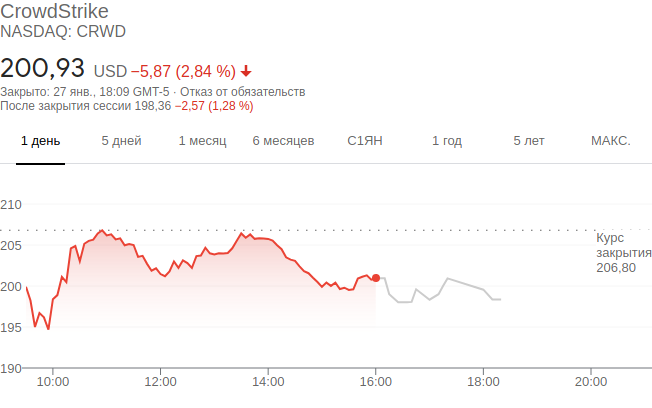 CrowdStrike
NASDAQ: CRWD
200,93 USD −5,87 (2,84 %)
Закрыто: 27 янв., 18:09 GMT-5 · Отказ от обязательств
После закрытия сессии 198,36 −2,57 (1,28 %)
1 день 5 дней 1 месяц 6 месяцев С1ЯН 1 год 5 лет МАКС.
210
205
200
195
190
Курс
закрытия
206,80
10:00 12:00 14:00 16:00 18:00 20:00